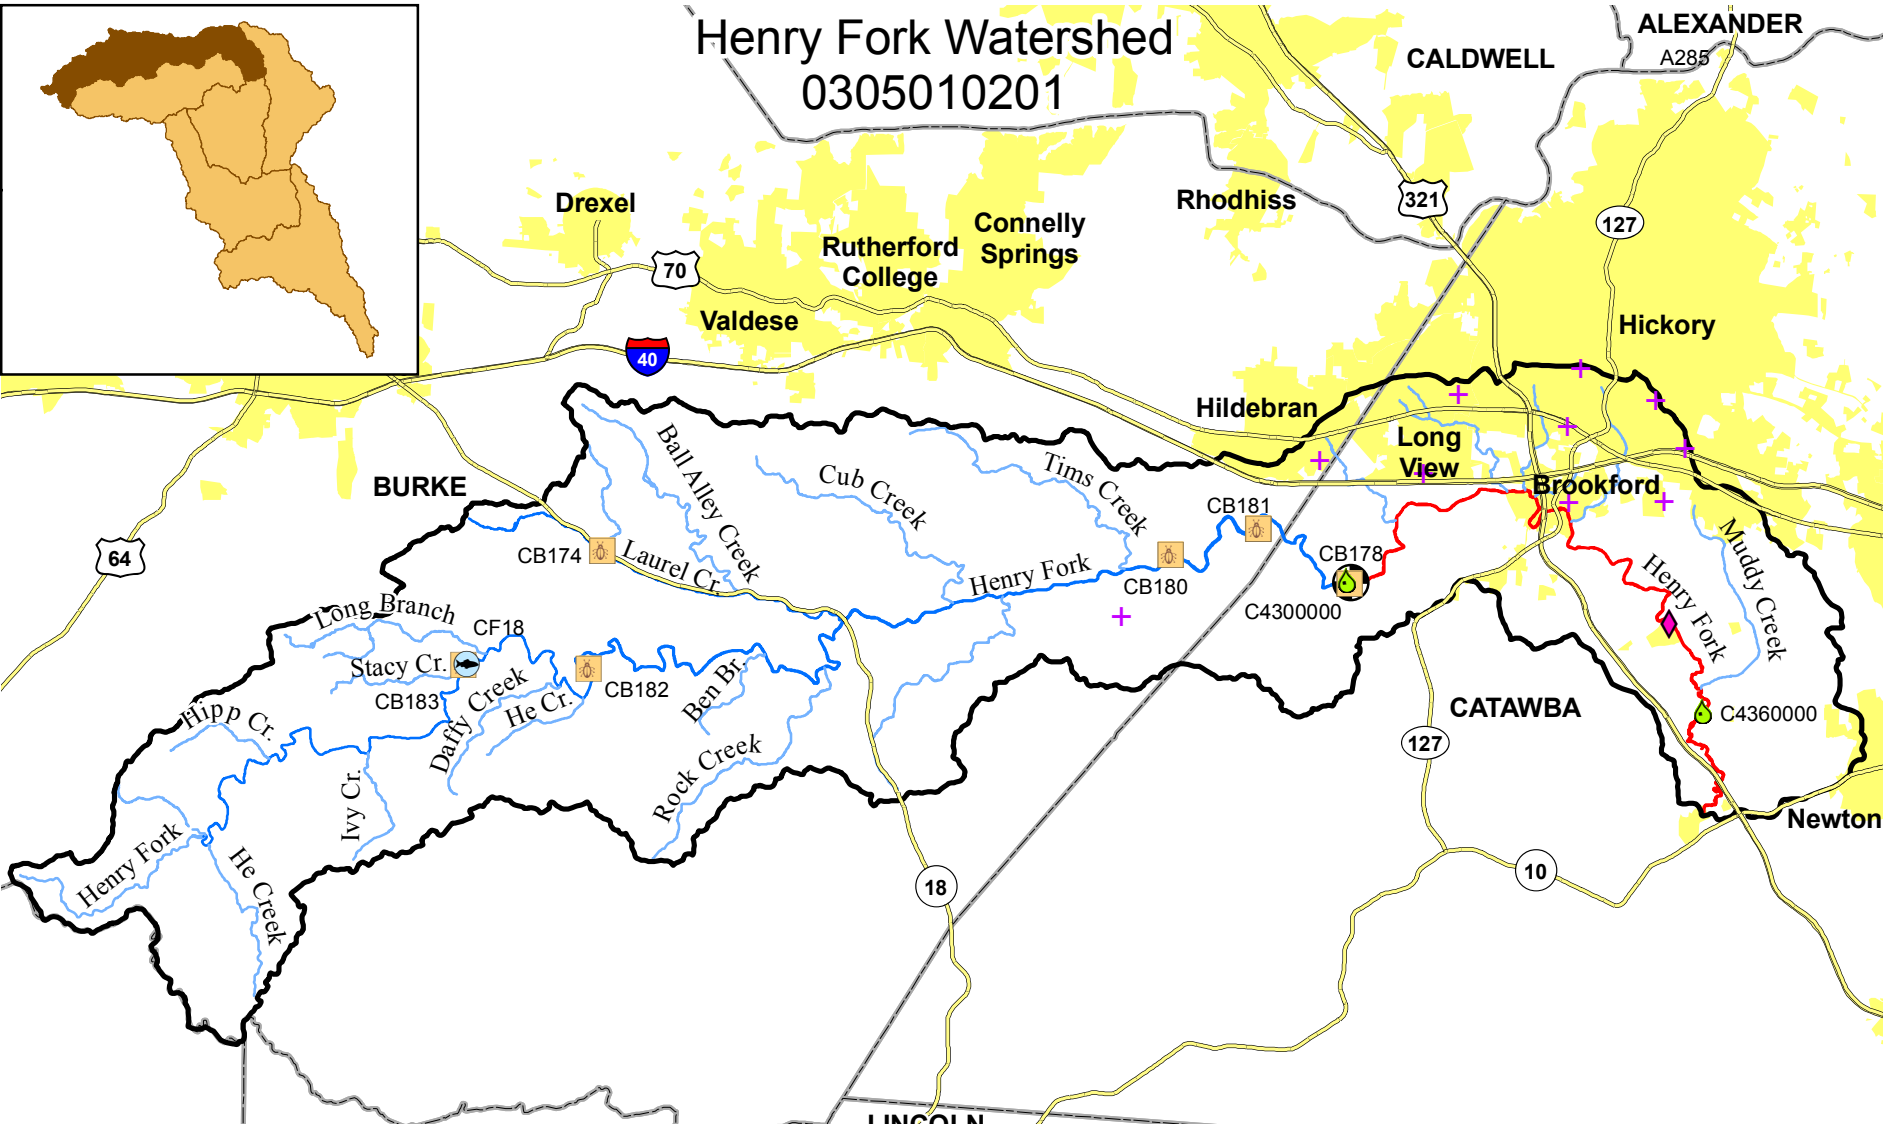 Henry Fork Watershed
0305010201
ALEXANDER
A285
CALDWELL
321
127
Rhodhiss
Drexel
Connelly
Springs
Rutherford
College
70
Valdese
40
Hickory
Hildebran
Long
View
Brookford
BURKE
64
Ball Alley Creek
Cub Creek
Tims Creek
CB181
CB174
Laurel Cr.
Henry Fork
CB180
CB178
C4300000
Henry Fork
Muddy Creek
Long Branch
CF18
Stacy Cr.
CB183
Daffy Creek
He Cr.
CB182
Ben Br.
Rock Creek
Hipp Cr.
Ivy Cr.
Henry Fork
He Creek
CATAWBA
127
C4360000
Newton
18
10
LINCOLN